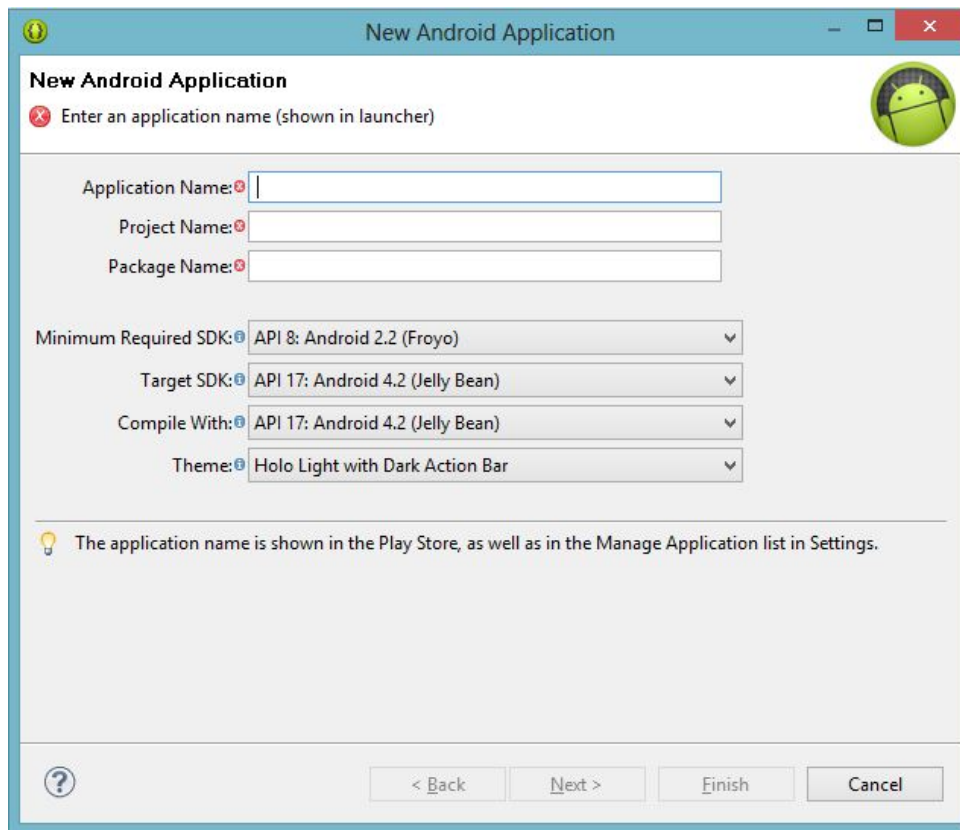 New Android Application
New Android Application
Enter an application name (shown in launcher)
Application Name:
Project Name:
Package Name:
Minimum Required SDK: API 8: Android 2.2 (Froyo)
Target SDK: API 17: Android 4.2 (Jelly Bean)
Compile With: API 17: Android 4.2 (Jelly Bean)
Theme: Holo Light with Dark Action Bar
The application name is shown in the Play Store, as well as in the Manage Application list in Settings.
< Back Next > Finish Cancel